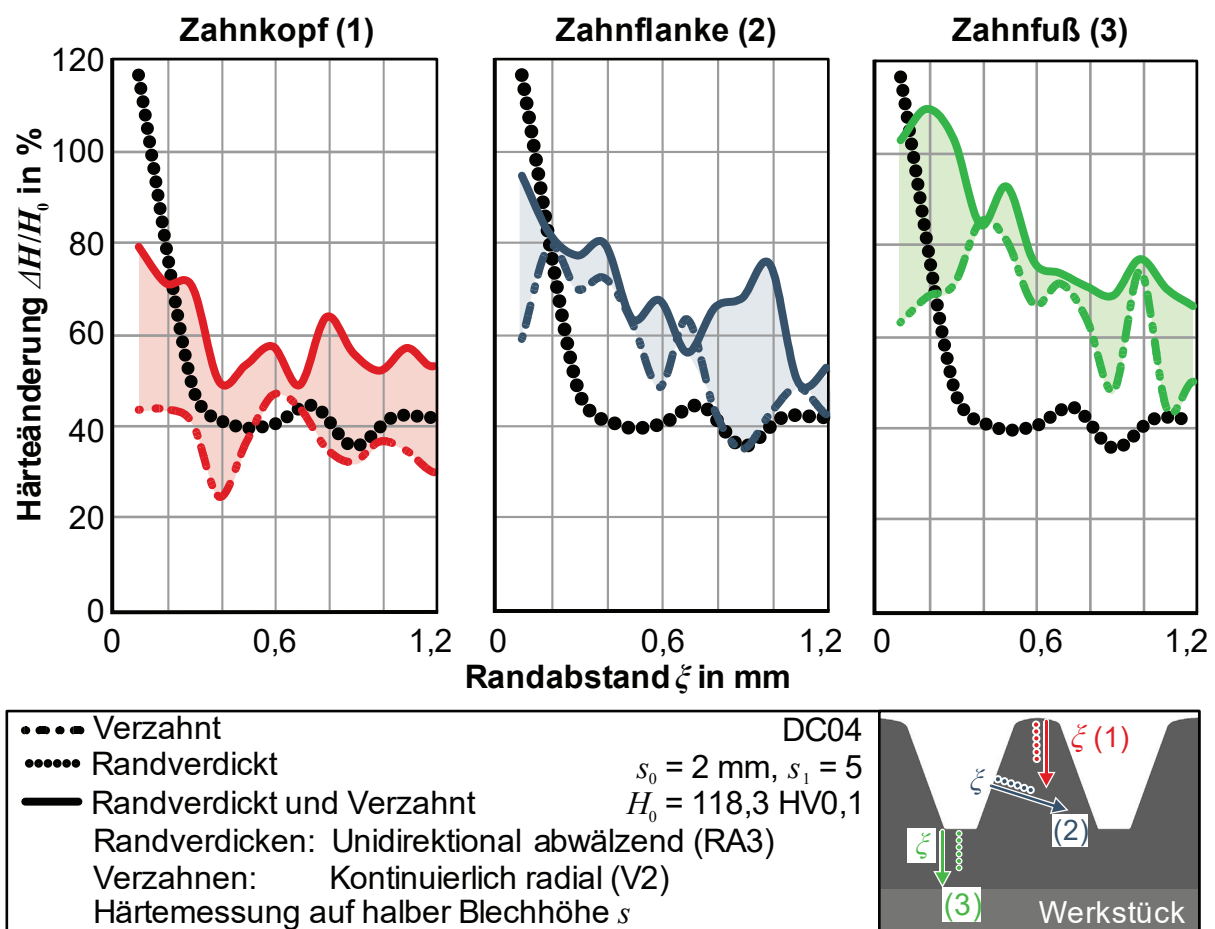 Zahnkopf (1) Zahnflanke (2) Zahnfuß (3)
Härteänderung ΔH/H₀ in %
120
100
80
60
40
20
0
0 0,6 1,2 0 0,6 1,2 0 0,6 1,2
Randabstand ξ in mm
Verzahnt DC04
Randverdickt s₀ = 2 mm, s₁ = 5
Randverdickt und Verzahnt H₀ = 118,3 HV0,1
Randverdicken: Unidirektional abwälzend (RA3)
Verzahnen: Kontinuierlich radial (V2)
Härtemessung auf halber Blechhöhe s
ξ (1)
ξ
(2)
ξ
(3)
Werkstück